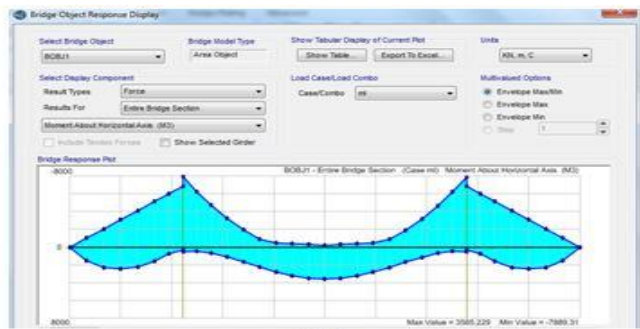 Bridge Object Response Display
Select Bridge Object
BOBJ1
Bridge Model Type
Area Object
Show Tabular Display of Current Plot
Show Table...
Export To Excel...
Units
KN, m, C
Select Display Component
Result Types
Force
Results For
Entire Bridge Section
Moment About Horizontal Axis (M3)
Include Tendon Forces
Show Selected Girder
Load Case/Load Combo
Case/Combo
ml
Multivalued Options
Envelope Max/Min
Envelope Max
Envelope Min
Step
1
Bridge Response Plot
-8000
BOBJ1 - Entire Bridge Section (Case ml) Moment About Horizontal Axis (M3)
0
8000
Max Value = 3585.229 Min Value = -7889.31